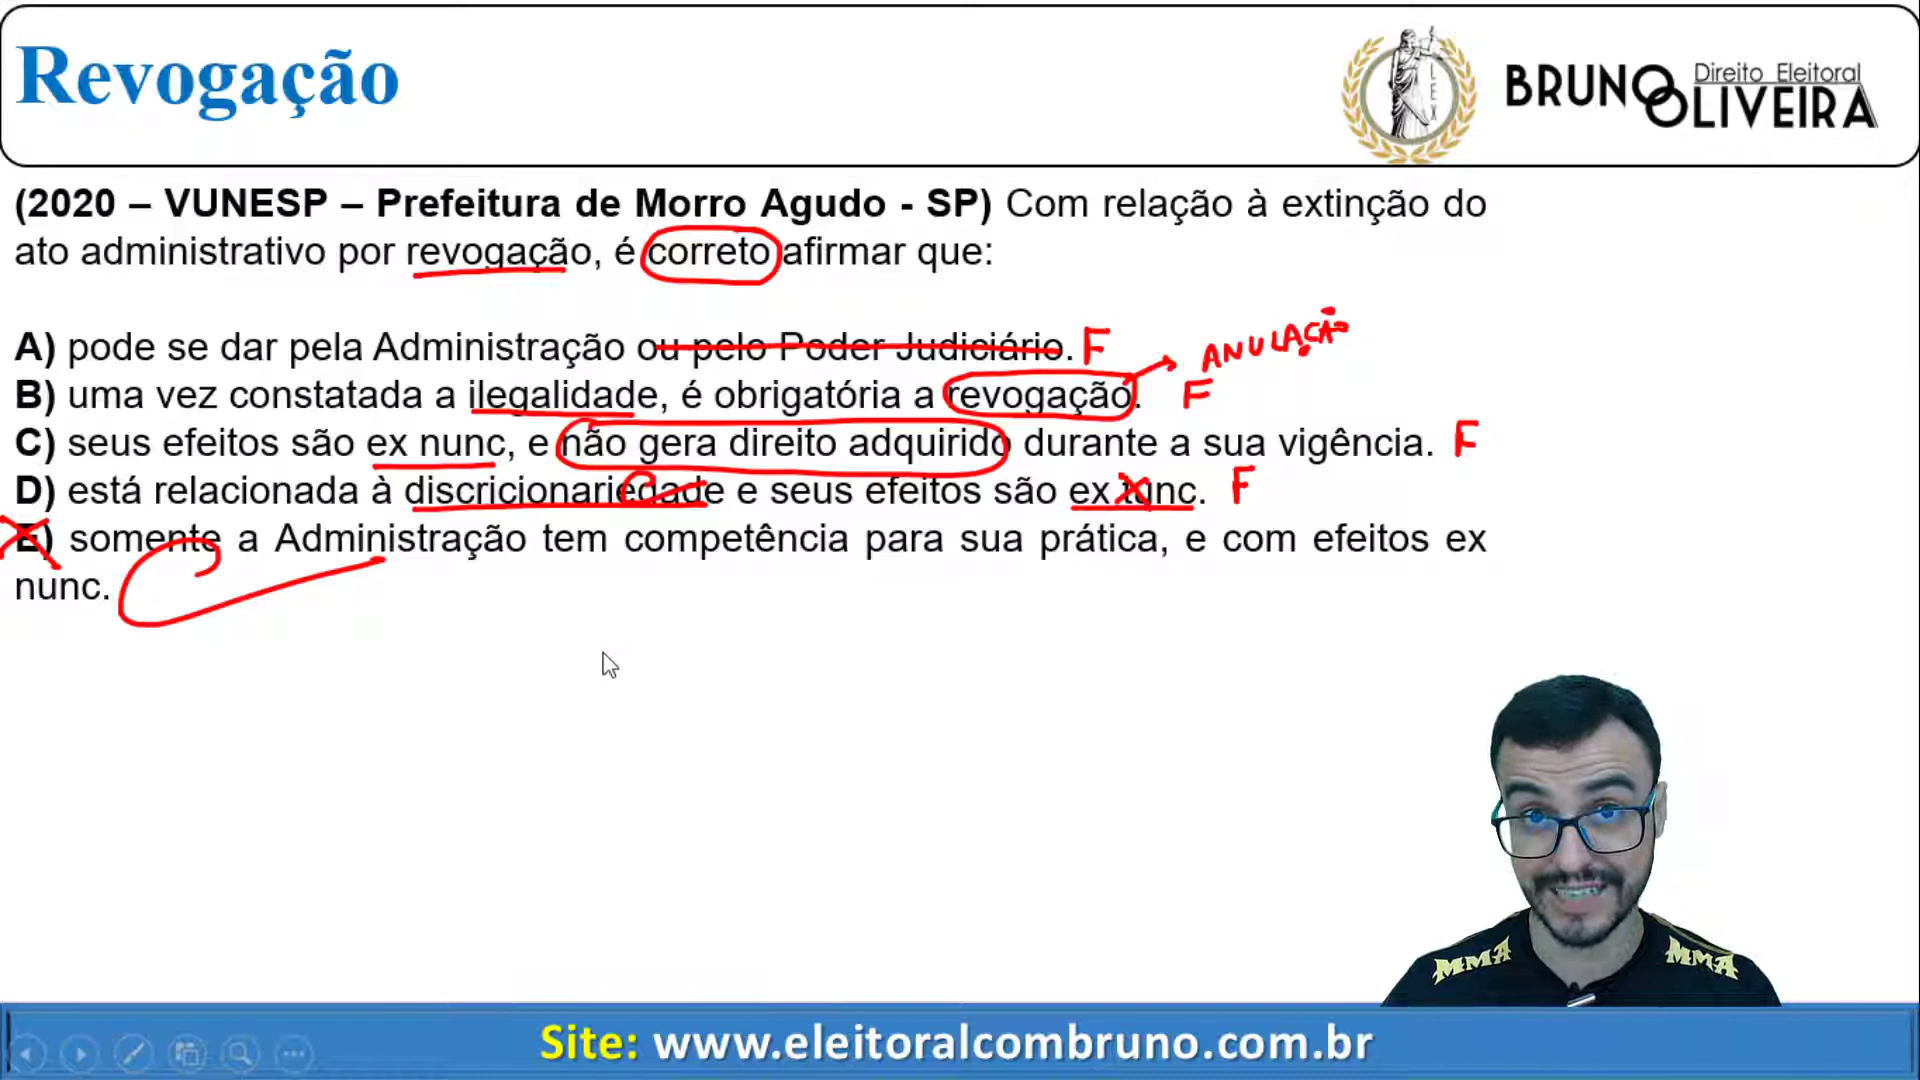 Revogação
LEX
BRUNO OLIVEIRA
Direito Eleitoral
(2020 – VUNESP – Prefeitura de Morro Agudo - SP) Com relação à extinção do
ato administrativo por revogação, é correto afirmar que:
A) pode se dar pela Administração ou pelo Poder Judiciário. F
ANULAÇÃO
B) uma vez constatada a ilegalidade, é obrigatória a revogação. F
C) seus efeitos são ex nunc, e não gera direito adquirido durante a sua vigência. F
D) está relacionada à discricionariedade e seus efeitos são ex tunc. F
E) somente a Administração tem competência para sua prática, e com efeitos ex
nunc.
MMA MMA
Site: www.eleitoralcombruno.com.br